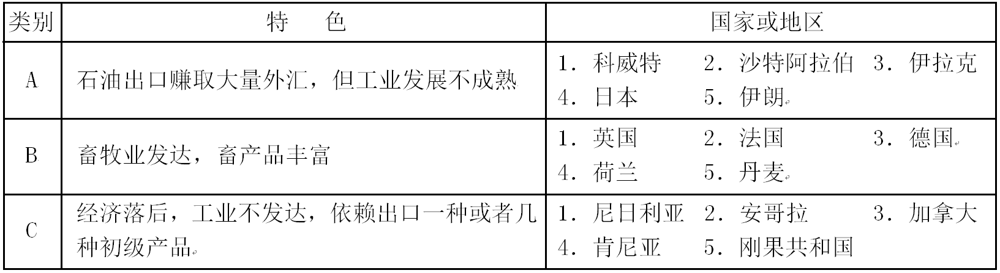 类别 特 色 国家或地区
A 石油出口赚取大量外汇，但工业发展不成熟
1．科威特 2．沙特阿拉伯 3．伊拉克
4．日本 5．伊朗
B 畜牧业发达，畜产品丰富
1．英国 2．法国 3．德国
4．荷兰 5．丹麦
C
经济落后，工业不发达，依赖出口一种或者几
种初级产品
1．尼日利亚 2．安哥拉 3．加拿大
4．肯尼亚 5．刚果共和国